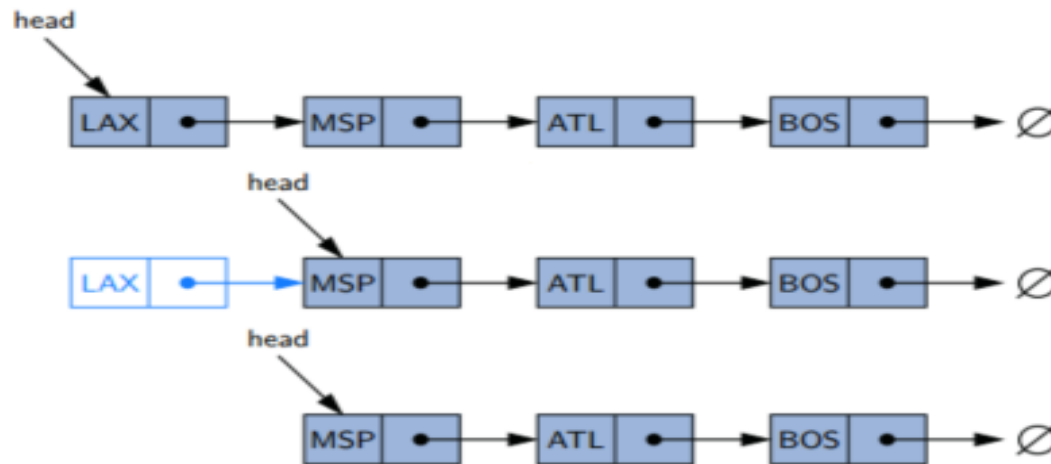 head
LAX MSP ATL BOS ∅
head
LAX MSP ATL BOS ∅
head
MSP ATL BOS ∅